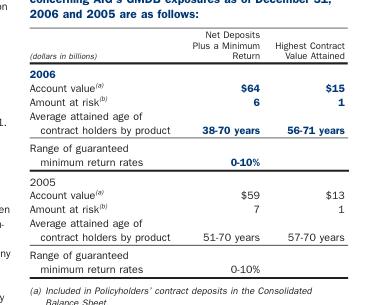 on
concerning AIG's GMDB exposures as of December 31,
2006 and 2005 are as follows:
Net Deposits
Plus a Minimum Highest Contract
(dollars in billions) Return Value Attained
2006
Account value(a) $64 $15
Amount at risk(b) 6 1
Average attained age of
1. contract holders by product 38-70 years 56-71 years
Range of guaranteed
minimum return rates 0-10%
2005
Account value(a) $59 $13
en Amount at risk(b) 7 1
n- Average attained age of
contract holders by product 51-70 years 57-70 years
ny Range of guaranteed
minimum return rates 0-10%
(a) Included in Policyholders' contract deposits in the Consolidated
y Balance Sheet